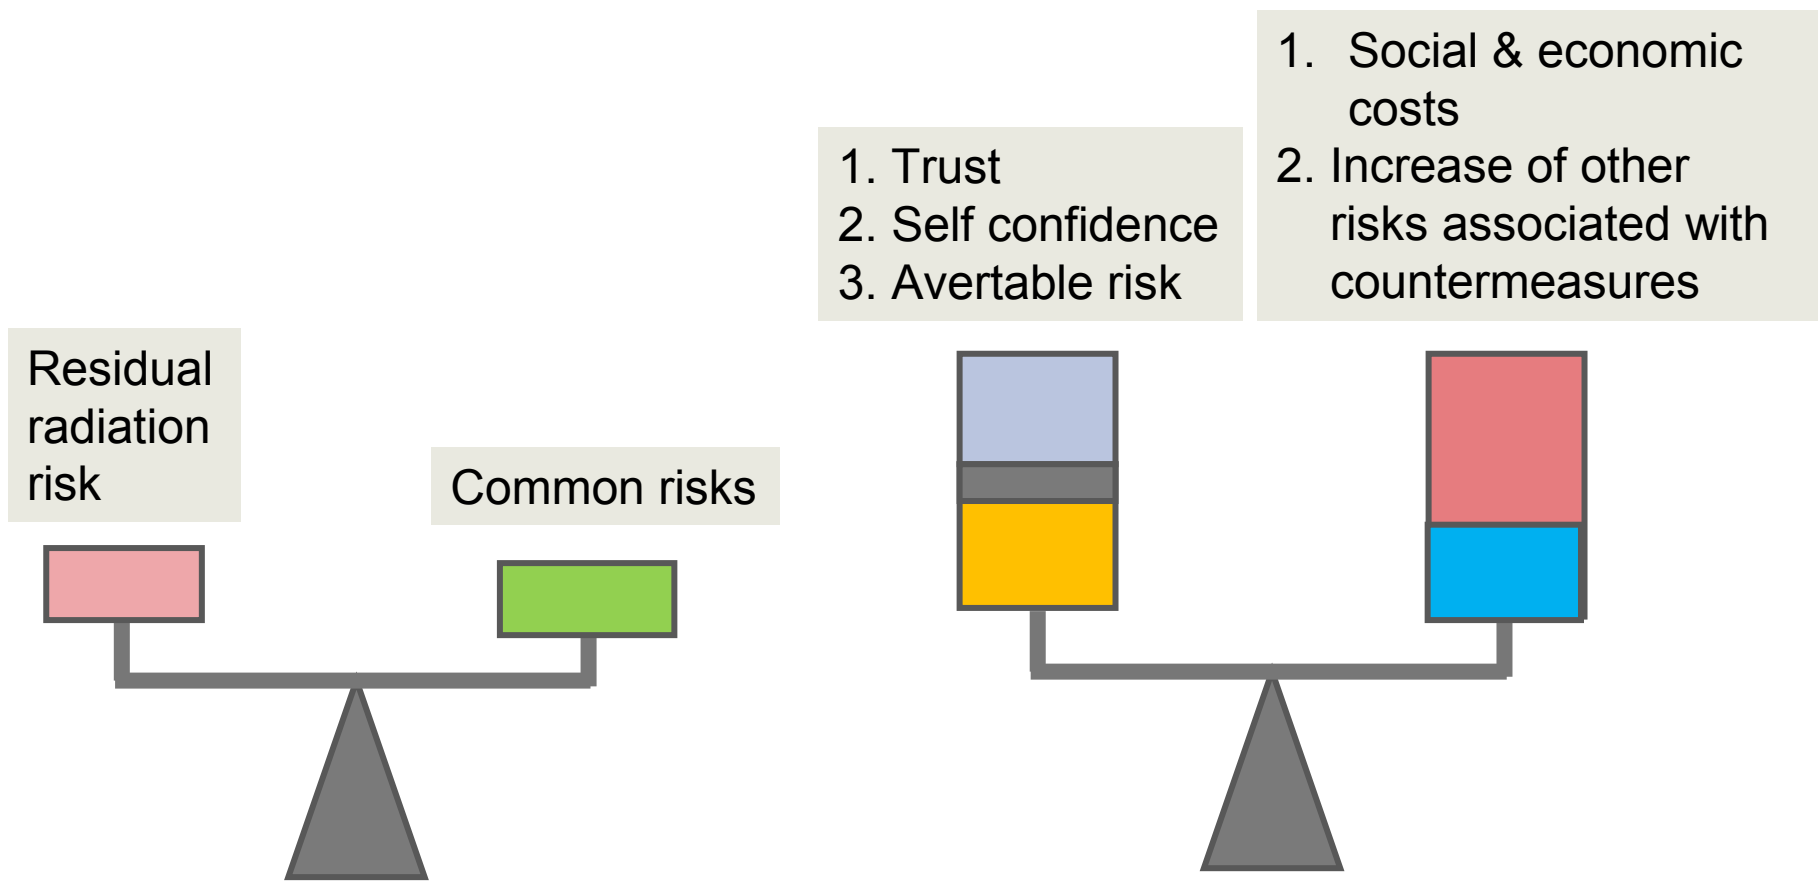 Residual
radiation
risk
Common risks
1. Trust
2. Self confidence
3. Avertable risk
1. Social & economic
costs
2. Increase of other
risks associated with
countermeasures